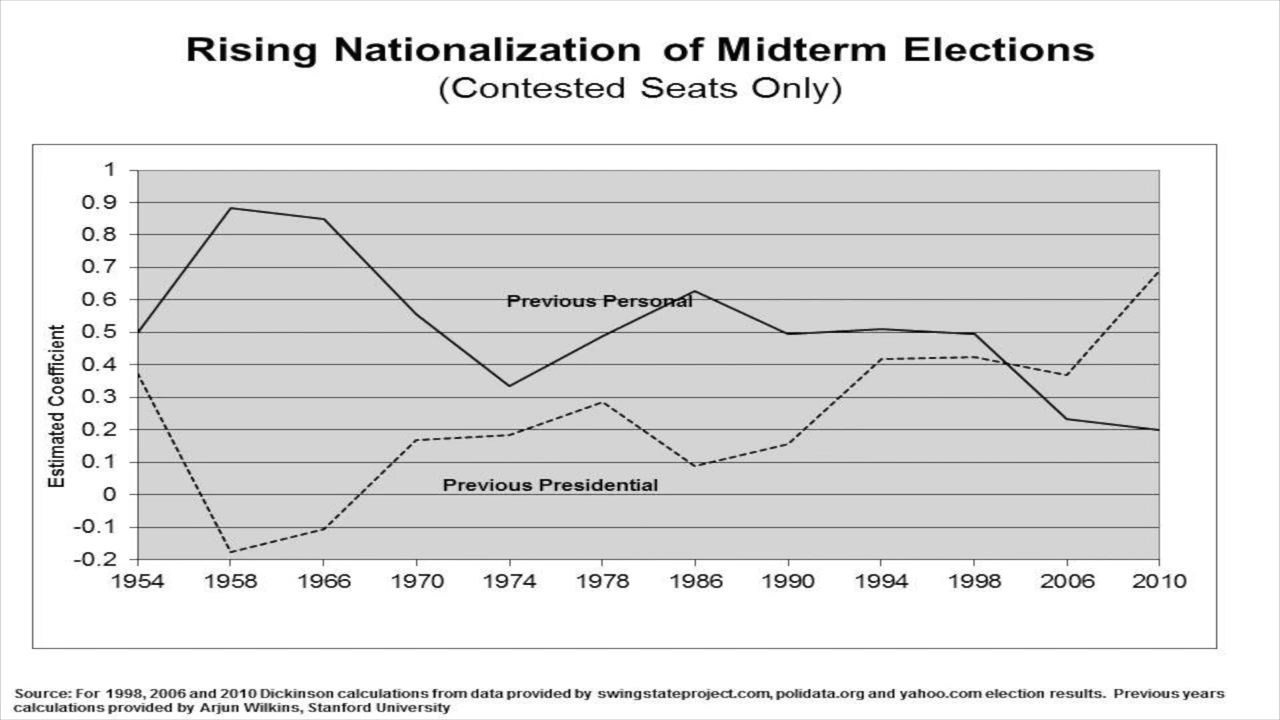 Rising Nationalization of Midterm Elections
(Contested Seats Only)
1
0.9
0.8
0.7
0.6
0.5
0.4
0.3
0.2
0.1
0
-0.1
-0.2
Estimated Coefficient
Previous Personal
Previous Presidential
1954 1958 1966 1970 1974 1978 1986 1990 1994 1998 2006 2010
Source: For 1998, 2006 and 2010 Dickinson calculations from data provided by swingstateproject.com, polidata.org and yahoo.com election results. Previous years
calculations provided by Arjun Wilkins, Stanford University